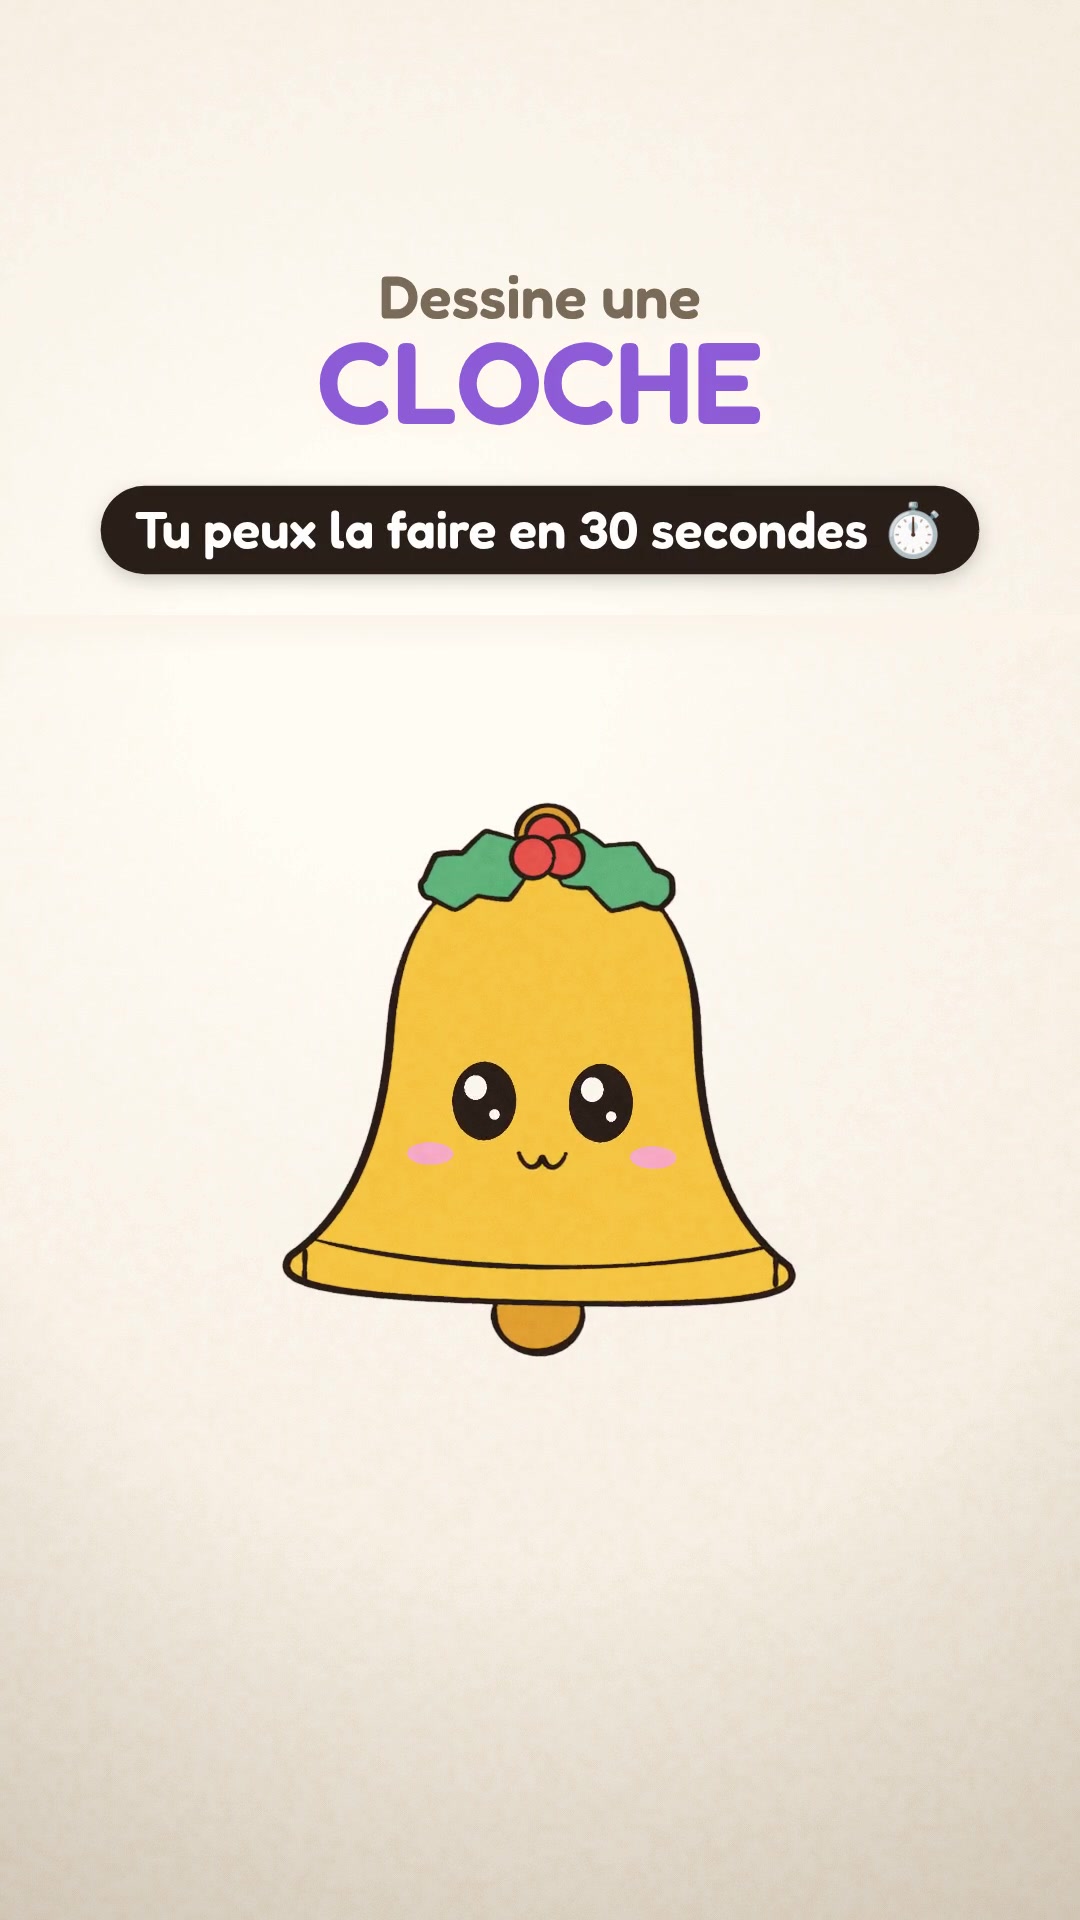 Dessine une
CLOCHE
Tu peux la faire en 30 secondes ⏱️